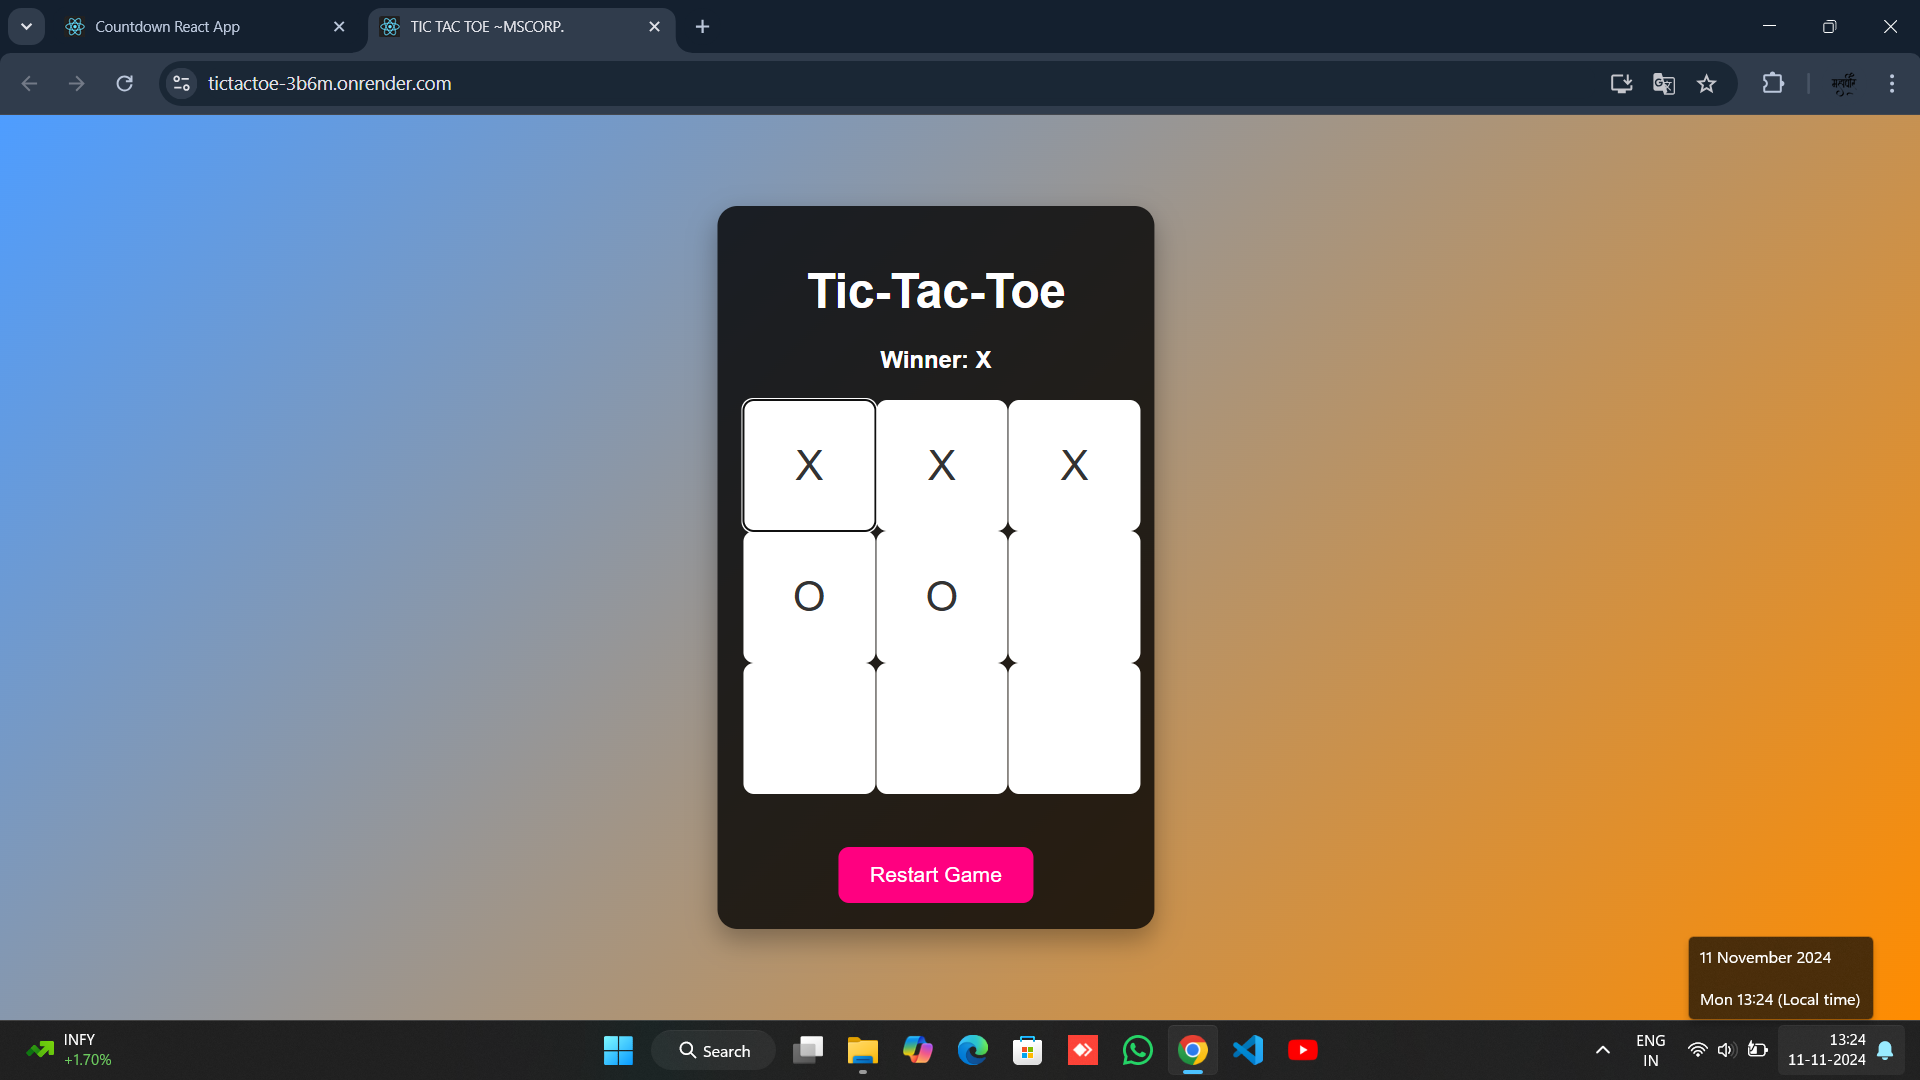 Countdown React App
TIC TAC TOE ~MSCORP.
tictactoe-3b6m.onrender.com
Tic-Tac-Toe
Winner: X
X X X
O O
Restart Game
11 November 2024
Mon 13:24 (Local time)
INFY
+1.70%
Search
ENG
IN
13:24
11-11-2024